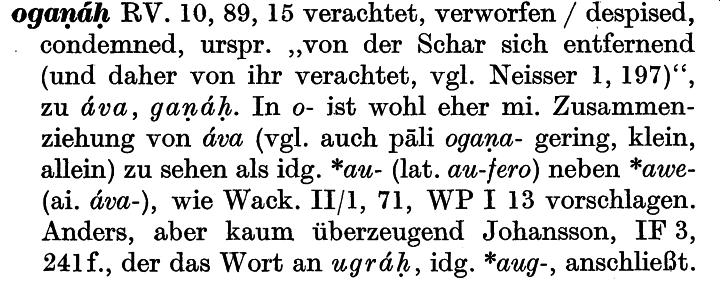 ogaṇáḥ RV. 10, 89, 15 verachtet, verworfen / despised,
condemned, urspr. ,,von der Schar sich entfernend
(und daher von ihr verachtet, vgl. Neisser 1, 197)“,
zu áva, gaṇáḥ. In o- ist wohl eher mi. Zusammen-
ziehung von áva (vgl. auch pāli ogaṇa- gering, klein,
allein) zu sehen als idg. *au- (lat. au-fero) neben *awe-
(ai. áva-), wie Wack. II/1, 71, WP I 13 vorschlagen.
Anders, aber kaum überzeugend Johansson, IF 3,
241f., der das Wort an ugráḥ, idg. *aug-, anschließt.